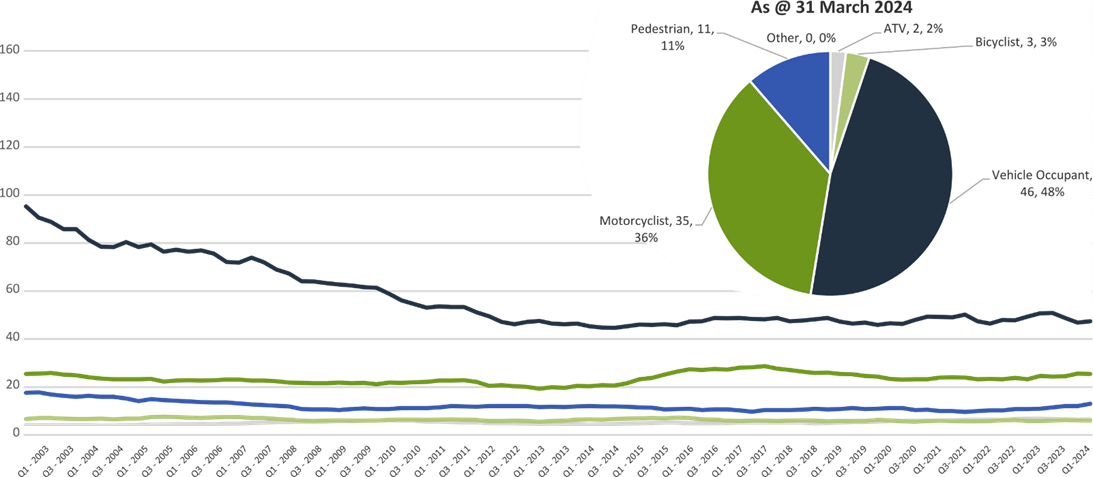 As @ 31 March 2024
Pedestrian, 11,
11%
Other, 0, 0%
ATV, 2, 2%
Bicyclist, 3, 3%
Vehicle Occupant,
46, 48%
Motorcyclist, 35,
36%
160
140
120
100
80
60
40
20
0
Q1 - 2003
Q3 - 2003
Q1 - 2004
Q3 - 2004
Q1 - 2005
Q3 - 2005
Q1 - 2006
Q3 - 2006
Q1 - 2007
Q3 - 2007
Q1 - 2008
Q3 - 2008
Q1 - 2009
Q3 - 2009
Q1 - 2010
Q3 - 2010
Q1 - 2011
Q3 - 2011
Q1 - 2012
Q3 - 2012
Q1 - 2013
Q3 - 2013
Q1 - 2014
Q3 - 2014
Q1 - 2015
Q3 - 2015
Q1 - 2016
Q3 - 2016
Q1 - 2017
Q3 - 2017
Q1 - 2018
Q3 - 2018
Q1 - 2019
Q3 - 2019
Q1-2020
Q3-2020
Q1-2021
Q3-2021
Q1-2022
Q3-2022
Q1-2023
Q3-2023
Q1-2024